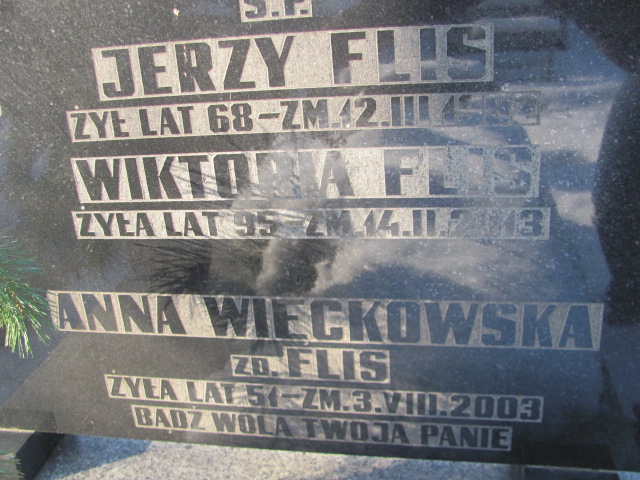 Ś.P.
JERZY FLIS
ŻYŁ LAT 68-ZM.12.III.
WIKTORIA FLIS
ŻYŁA LAT 95-ZM.14.II.2013
ANNA WIĘCKOWSKA
ZD. FLIS
ŻYŁA LAT 51-ZM.3.VIII.2003
BĄDŹ WOLA TWOJA PANIE